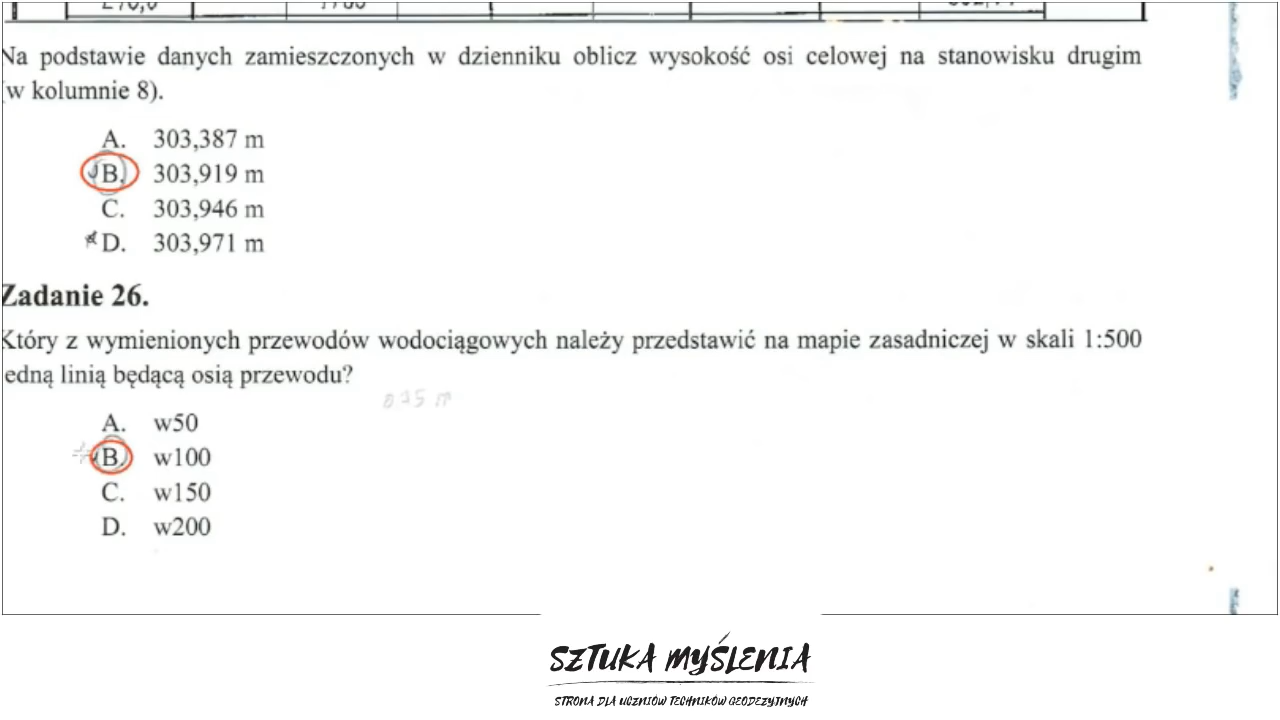 Na podstawie danych zamieszczonych w dzienniku oblicz wysokość osi celowej na stanowisku drugim
(w kolumnie 8).
A. 303,387 m
B. 303,919 m
C. 303,946 m
D. 303,971 m
Zadanie 26.
Który z wymienionych przewodów wodociągowych należy przedstawić na mapie zasadniczej w skali 1:500
edną linią będącą osią przewodu?
A. w50
B. w100
C. w150
D. w200
SZTUKA MYŚLENIA
STRONA DLA UCZNIÓW TECHNIKÓW GEODEZYJNYCH